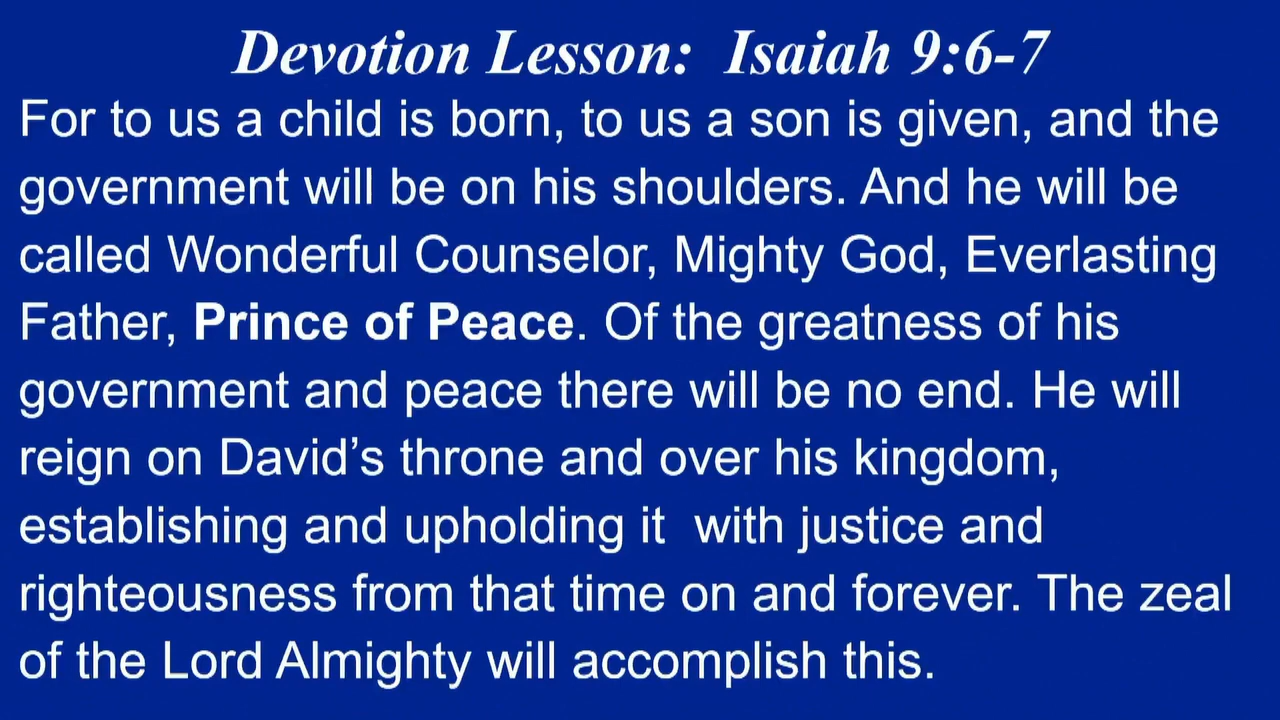 Devotion Lesson:  Isaiah 9:6-7
For to us a child is born, to us a son is given, and the
government will be on his shoulders. And he will be
called Wonderful Counselor, Mighty God, Everlasting
Father, Prince of Peace. Of the greatness of his
government and peace there will be no end. He will
reign on David’s throne and over his kingdom,
establishing and upholding it  with justice and
righteousness from that time on and forever. The zeal
of the Lord Almighty will accomplish this.